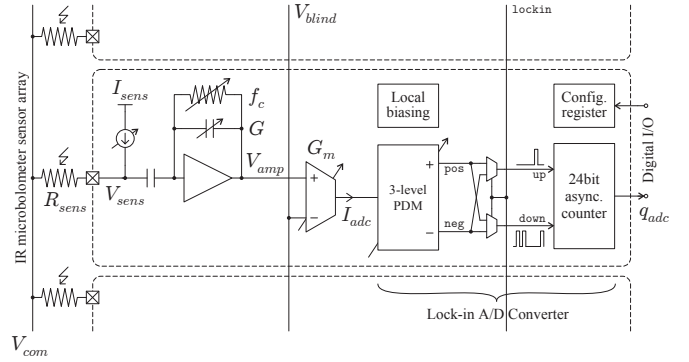 V_blind
lockin
I_sens
f_c
G
Local
biasing
Config.
register
Digital I/O
IR microbolometer sensor array
G_m
V_amp
+
−
+
pos
3-level
PDM
up
24bit
async.
counter
R_sens
V_sens
I_adc
neg
−
down
q_adc
Lock-in A/D Converter
V_com